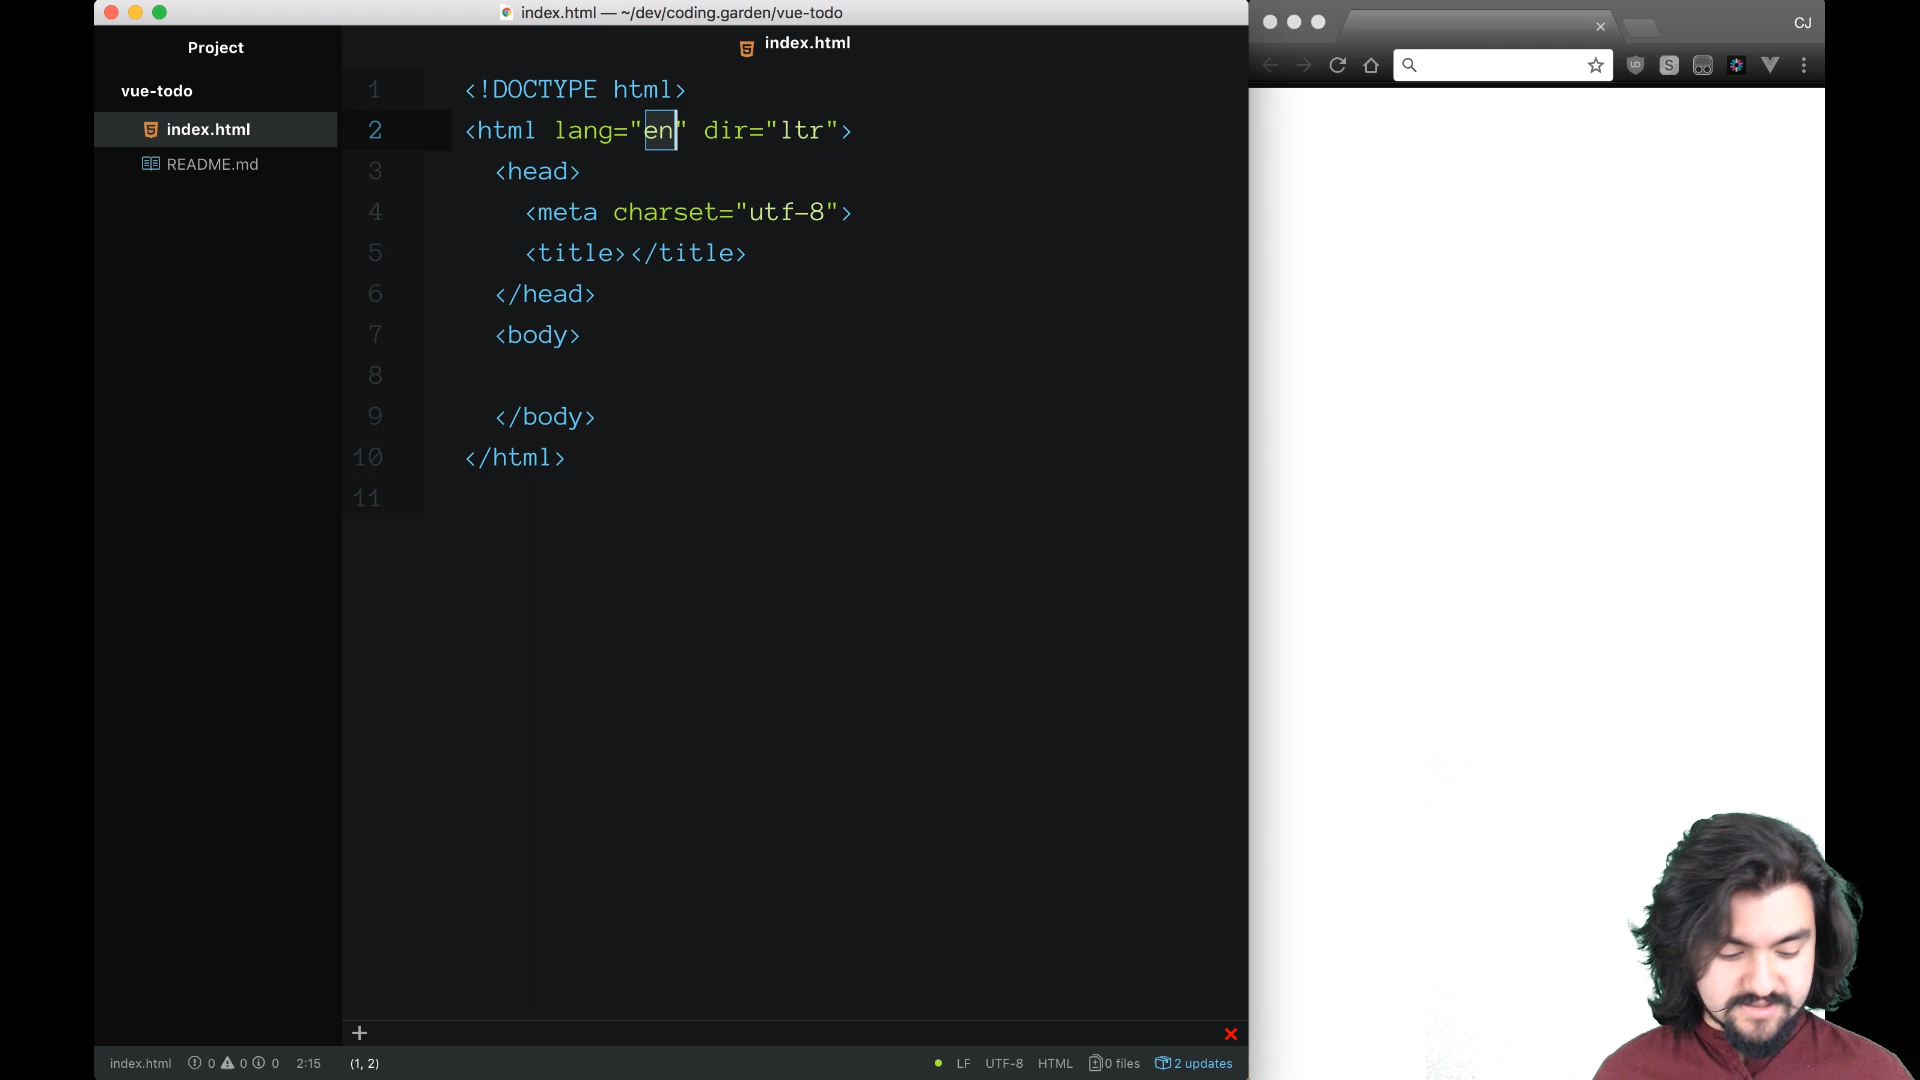 index.html — ~/dev/coding.garden/vue-todo
CJ
Project
index.html
vue-todo
index.html
README.md
1 <!DOCTYPE html>
2 <html lang="en" dir="ltr">
3 <head>
4 <meta charset="utf-8">
5 <title></title>
6 </head>
7 <body>
8
9 </body>
10 </html>
11
index.html 0 0 0 2:15 (1, 2) LF UTF-8 HTML 0 files 2 updates